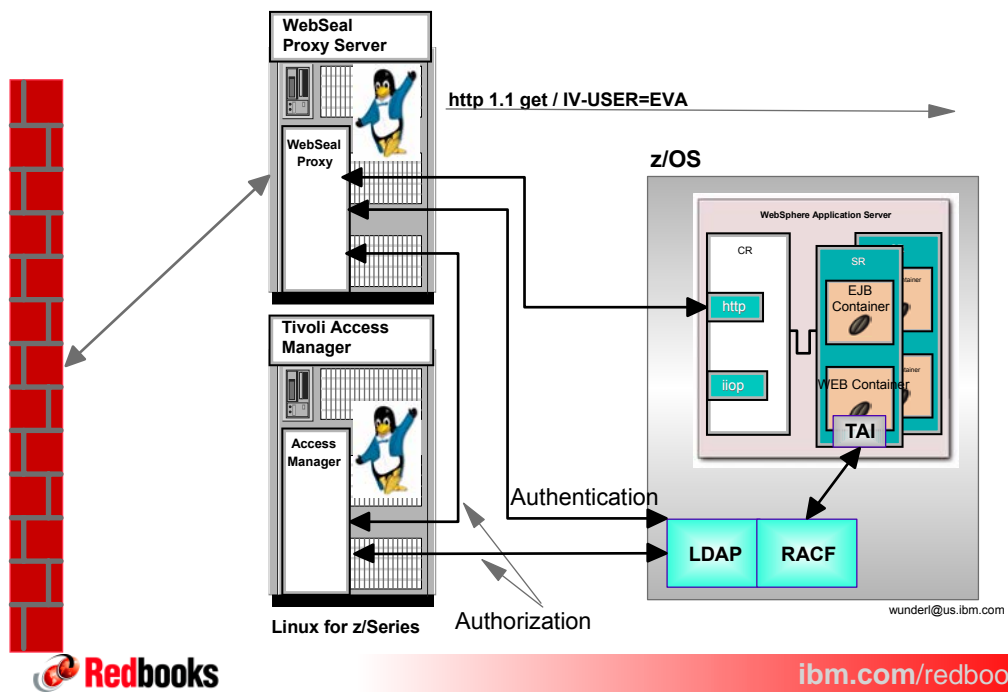 WebSeal
Proxy Server
WebSeal
Proxy
http 1.1 get / IV-USER=EVA
z/OS
WebSphere Application Server
CR
http
iiop
SR
EJB
Container
WEB Container
TAI
tainer
tainer
Tivoli Access
Manager
Access
Manager
Authentication
LDAP
RACF
Authorization
Linux for z/Series
wunderl@us.ibm.com
Redbooks
ibm.com/redboo